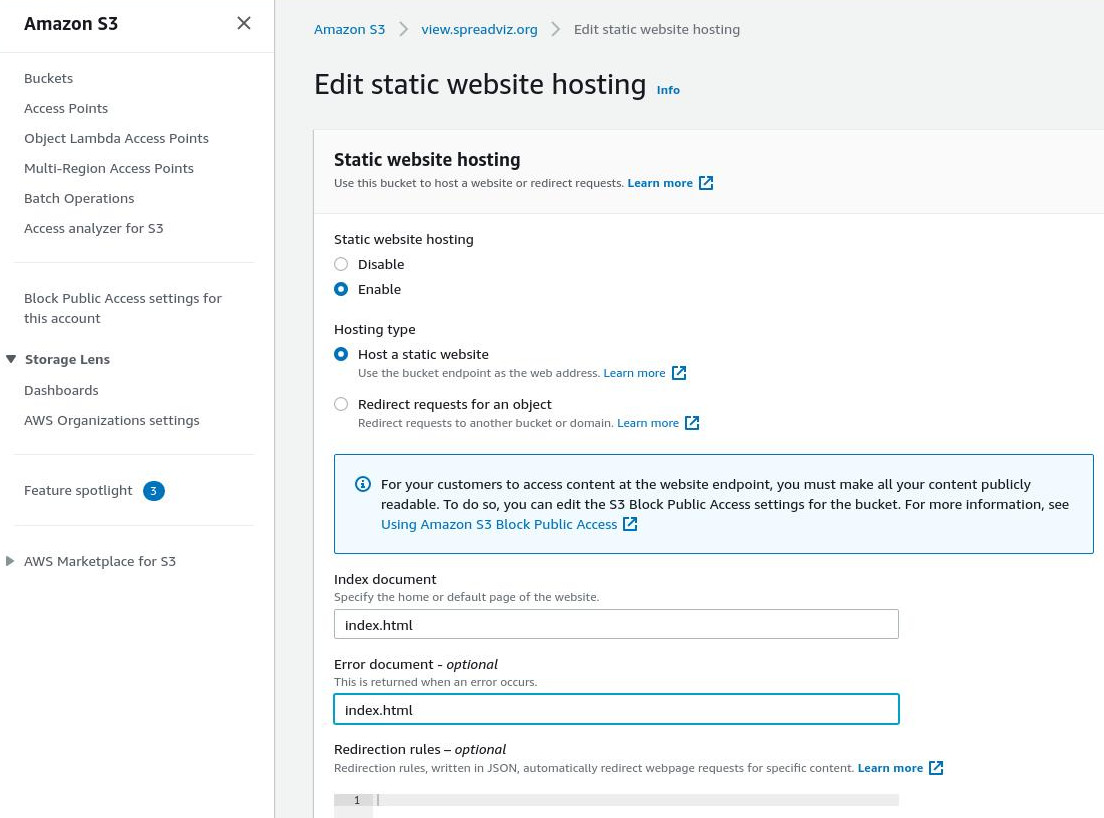 Amazon S3
Buckets
Access Points
Object Lambda Access Points
Multi-Region Access Points
Batch Operations
Access analyzer for S3
Block Public Access settings for
this account
Storage Lens
Dashboards
AWS Organizations settings
Feature spotlight 3
AWS Marketplace for S3
Amazon S3 view.spreadviz.org Edit static website hosting
Edit static website hosting Info
Static website hosting
Use this bucket to host a website or redirect requests. Learn more
Static website hosting
Disable
Enable
Hosting type
Host a static website
Use the bucket endpoint as the web address. Learn more
Redirect requests for an object
Redirect requests to another bucket or domain. Learn more
For your customers to access content at the website endpoint, you must make all your content publicly
readable. To do so, you can edit the S3 Block Public Access settings for the bucket. For more information, see
Using Amazon S3 Block Public Access
Index document
Specify the home or default page of the website.
index.html
Error document - optional
This is returned when an error occurs.
index.html
Redirection rules – optional
Redirection rules, written in JSON, automatically redirect webpage requests for specific content. Learn more
1